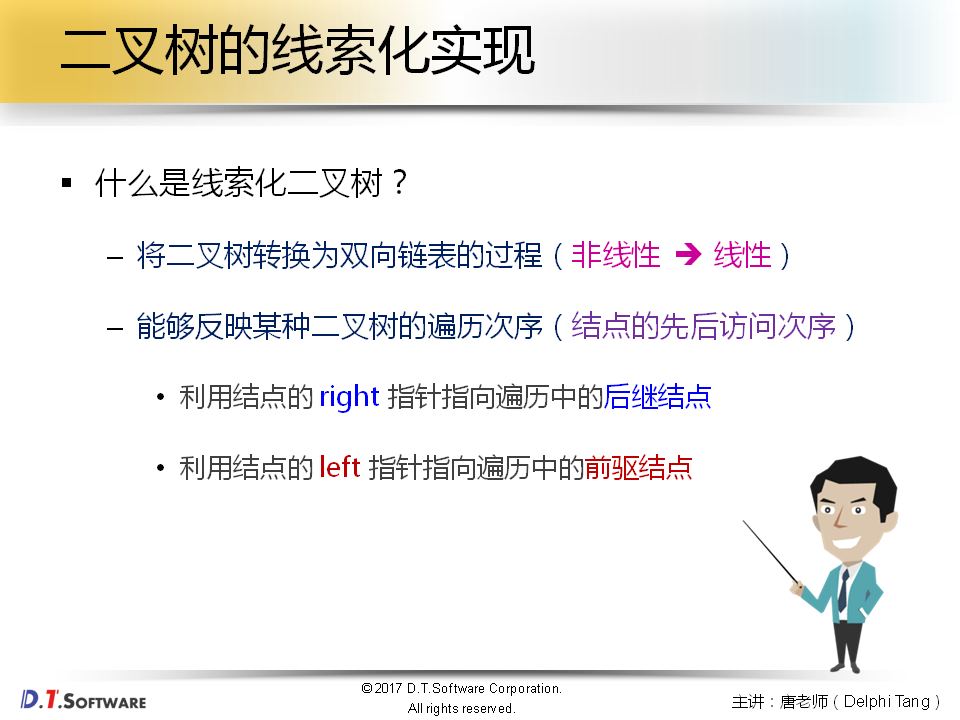 二叉树的线索化实现
▪ 什么是线索化二叉树？
– 将二叉树转换为双向链表的过程（非线性 ➔ 线性）
– 能够反映某种二叉树的遍历次序（结点的先后访问次序）
• 利用结点的 right 指针指向遍历中的后继结点
• 利用结点的 left 指针指向遍历中的前驱结点
D.T.SOFTWARE
©2017 D.T.Software Corporation.
All rights reserved.
主讲：唐老师（Delphi Tang）